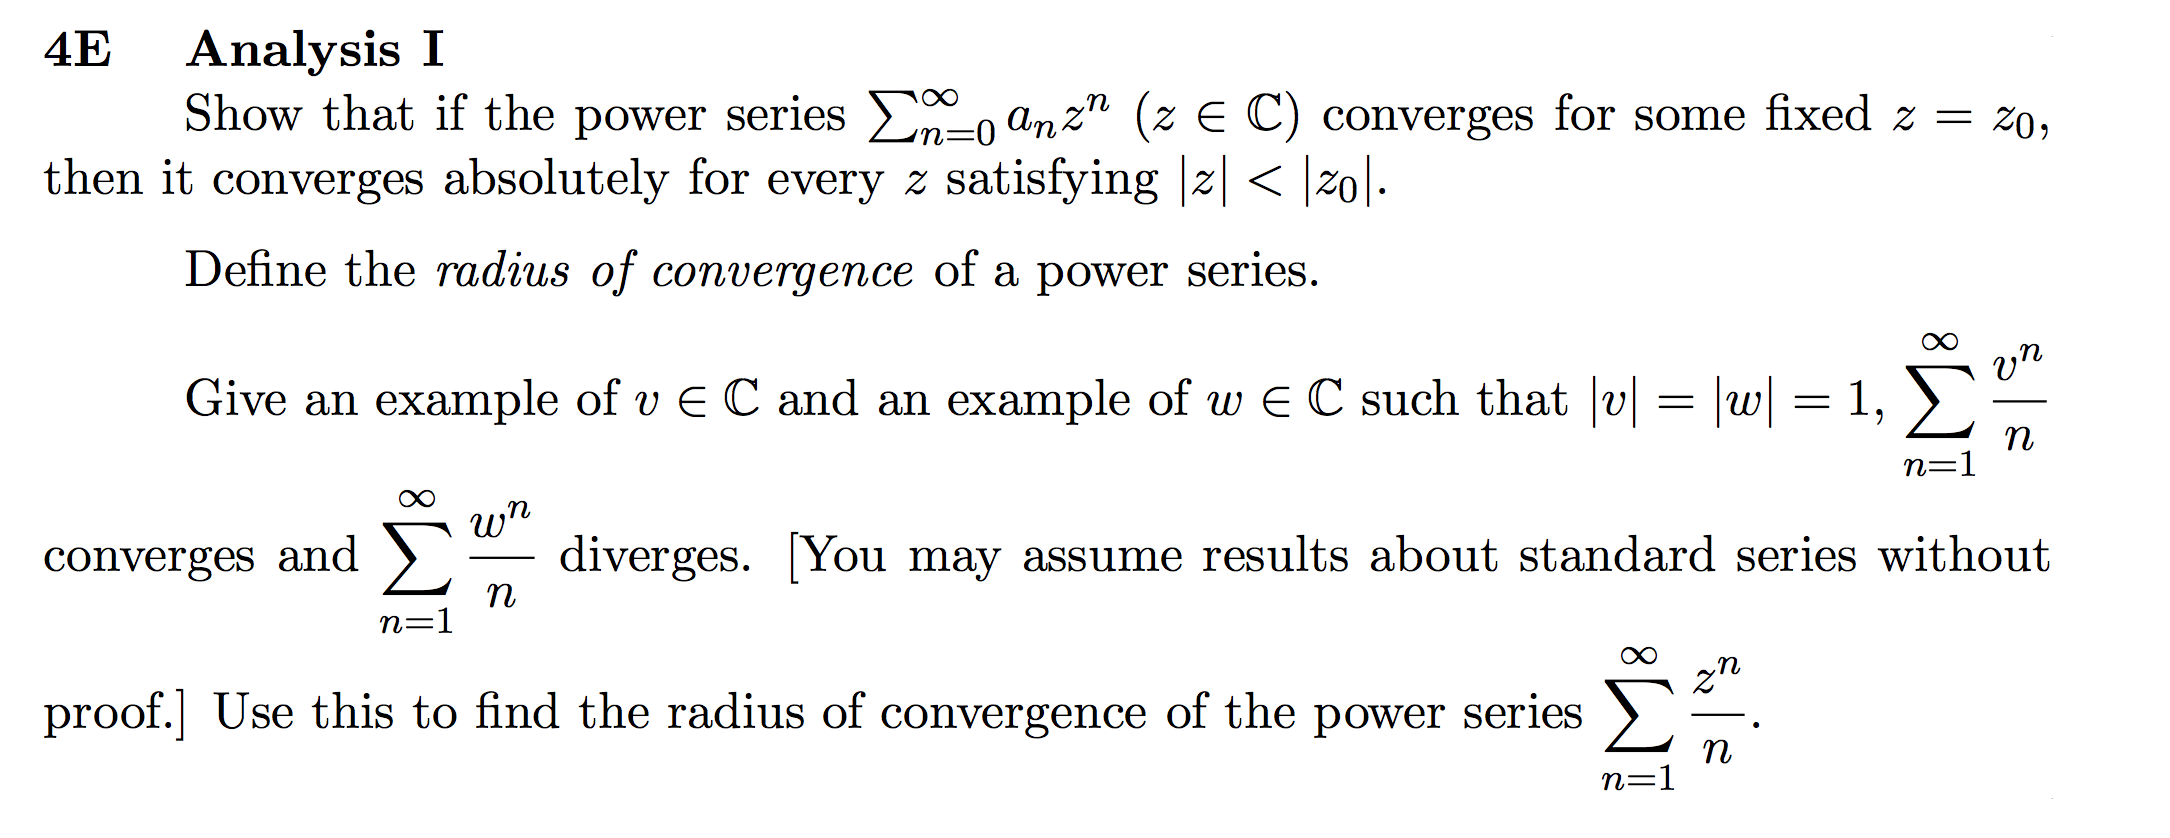 4E Analysis I
Show that if the power series $\sum_{n=0}^{\infty} a_n z^n$ ($z \in \mathbb{C}$) converges for some fixed $z = z_0$,
then it converges absolutely for every $z$ satisfying $|z| < |z_0|$.
Define the radius of convergence of a power series.
Give an example of $v \in \mathbb{C}$ and an example of $w \in \mathbb{C}$ such that $|v| = |w| = 1$, $\sum_{n=1}^{\infty} \frac{v^n}{n}$
converges and $\sum_{n=1}^{\infty} \frac{w^n}{n}$ diverges. [You may assume results about standard series without
proof.] Use this to find the radius of convergence of the power series $\sum_{n=1}^{\infty} \frac{z^n}{n}$.